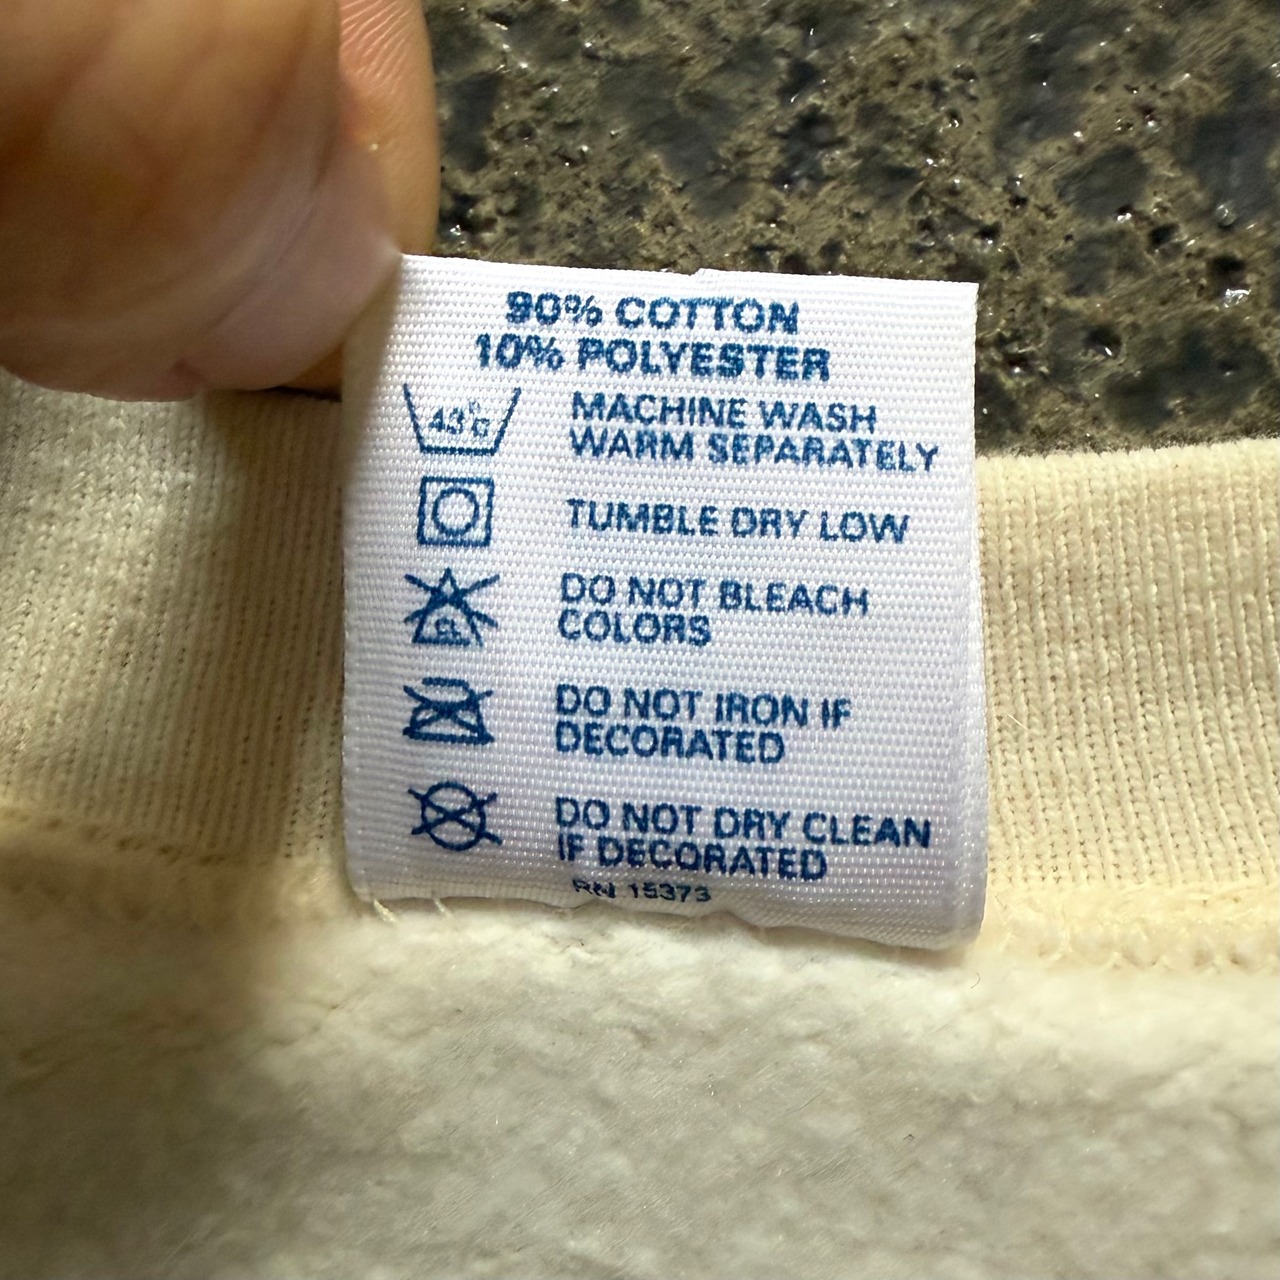 90% COTTON
10% POLYESTER
43°C
MACHINE WASH
WARM SEPARATELY
TUMBLE DRY LOW
CL
DO NOT BLEACH
COLORS
DO NOT IRON IF
DECORATED
DO NOT DRY CLEAN
IF DECORATED
RN 15373